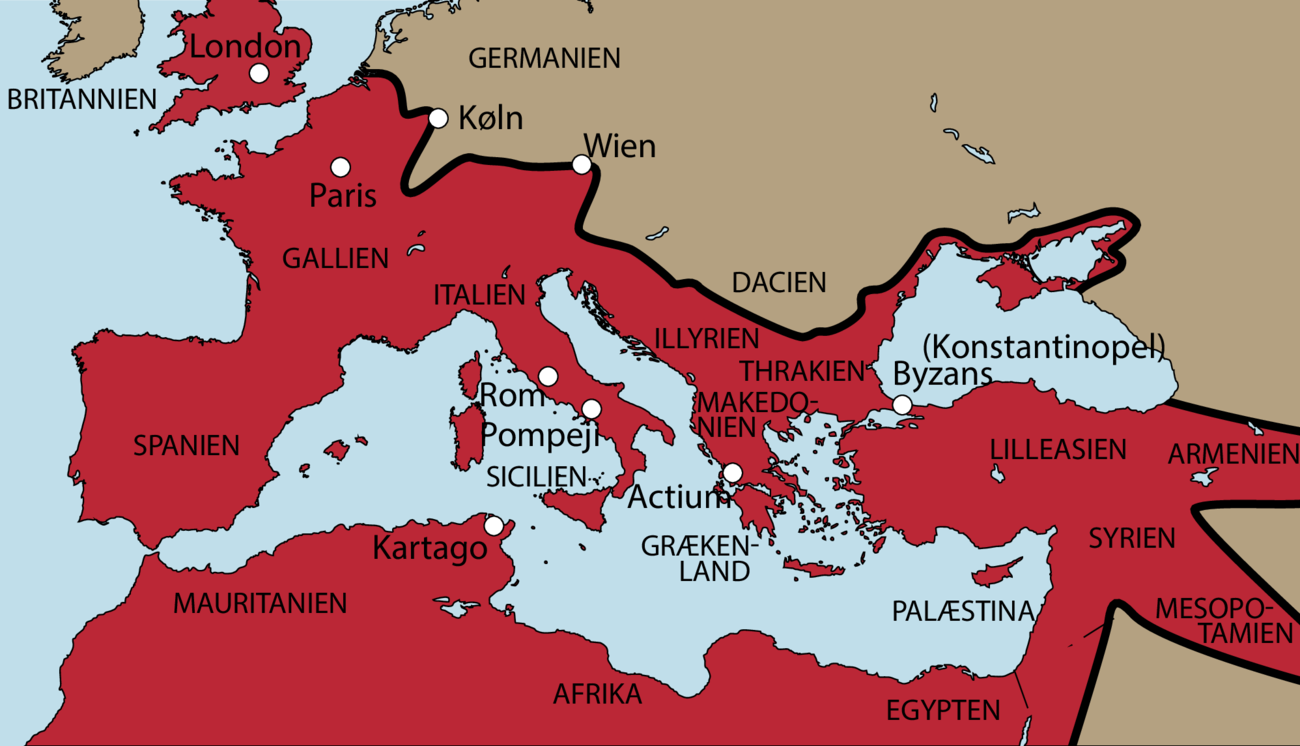 London
GERMANIEN
BRITANNIEN
Køln
Wien
Paris
GALLIEN
DACIEN
ITALIEN
ILLYRIEN
(Konstantinopel)
THRAKIEN
Byzans
Rom
MAKEDO-
NIEN
Pompeji
SPANIEN
LILLEASIEN
ARMENIEN
SICILIEN
Actium
Kartago
GRÆKEN-
LAND
SYRIEN
MAURITANIEN
PALÆSTINA
MESOPO-
TAMIEN
AFRIKA
EGYPTEN